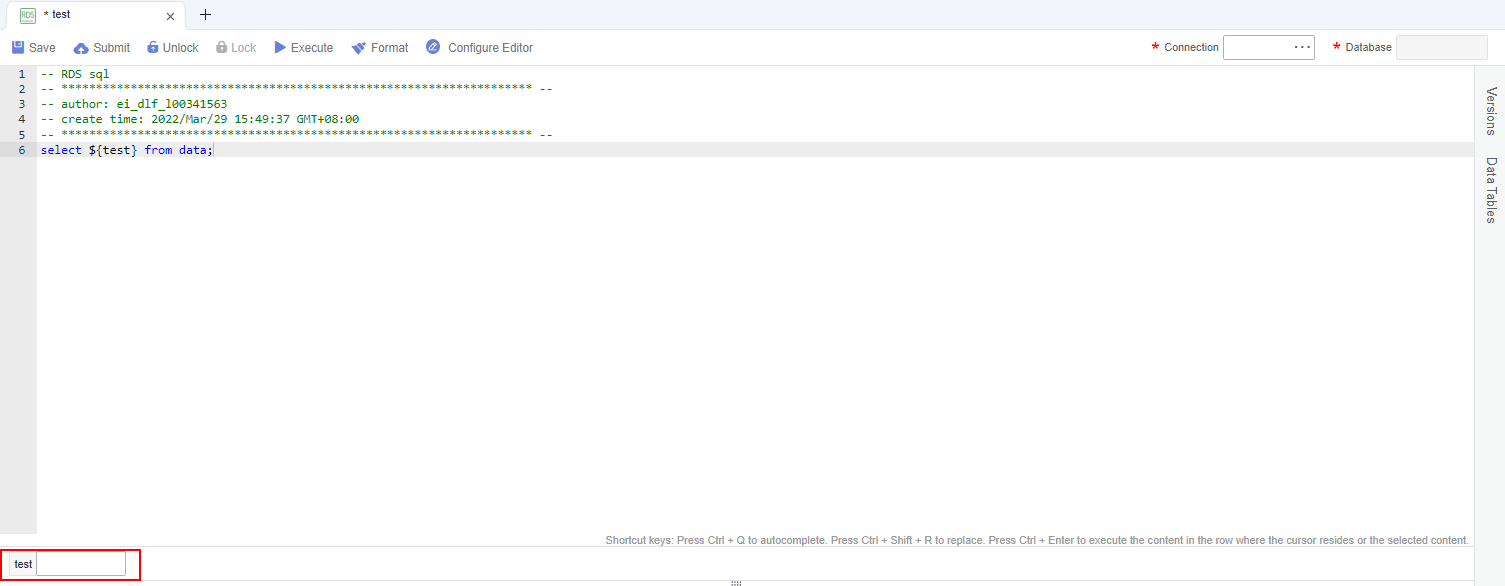 RDS * test
Save Submit Unlock Lock Execute Format Configure Editor * Connection ... * Database
1 -- RDS sql
2 -- ******************************************************************** --
3 -- author: ei_dlf_l00341563
4 -- create time: 2022/Mar/29 15:49:37 GMT+08:00
5 -- ******************************************************************** --
6 select ${test} from data;
Versions
Data Tables
Shortcut keys: Press Ctrl + Q to autocomplete. Press Ctrl + Shift + R to replace. Press Ctrl + Enter to execute the content in the row where the cursor resides or the selected content.
test